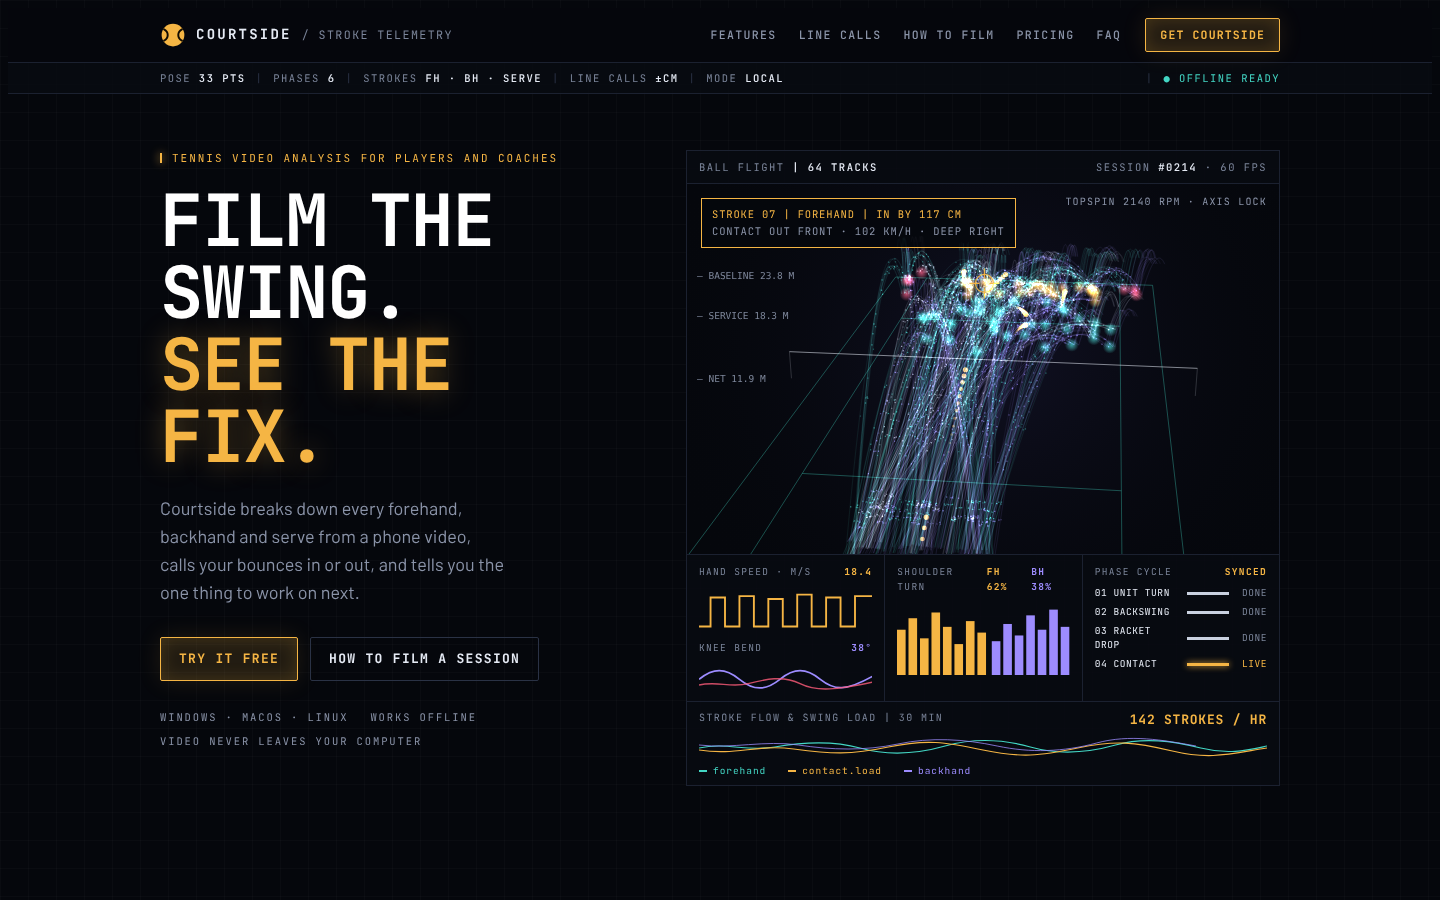 COURTSIDE / STROKE TELEMETRY
FEATURES LINE CALLS HOW TO FILM PRICING FAQ GET COURTSIDE
POSE 33 PTS | PHASES 6 | STROKES FH · BH · SERVE | LINE CALLS ±CM | MODE LOCAL | ● OFFLINE READY
TENNIS VIDEO ANALYSIS FOR PLAYERS AND COACHES
FILM THE
SWING.
SEE THE
FIX.
Courtside breaks down every forehand,
backhand and serve from a phone video,
calls your bounces in or out, and tells you the
one thing to work on next.
TRY IT FREE HOW TO FILM A SESSION
WINDOWS · MACOS · LINUX WORKS OFFLINE
VIDEO NEVER LEAVES YOUR COMPUTER
BALL FLIGHT | 64 TRACKS SESSION #0214 · 60 FPS
STROKE 07 | FOREHAND | IN BY 117 CM
CONTACT OUT FRONT · 102 KM/H · DEEP RIGHT
TOPSPIN 2140 RPM · AXIS LOCK
— BASELINE 23.8 M
— SERVICE 18.3 M
— NET 11.9 M
HAND SPEED · M/S 18.4
KNEE BEND 38°
SHOULDER TURN FH 62% BH 38%
PHASE CYCLE SYNCED
01 UNIT TURN DONE
02 BACKSWING DONE
03 RACKET DROP DONE
04 CONTACT LIVE
STROKE FLOW & SWING LOAD | 30 MIN 142 STROKES / HR
forehand contact.load backhand